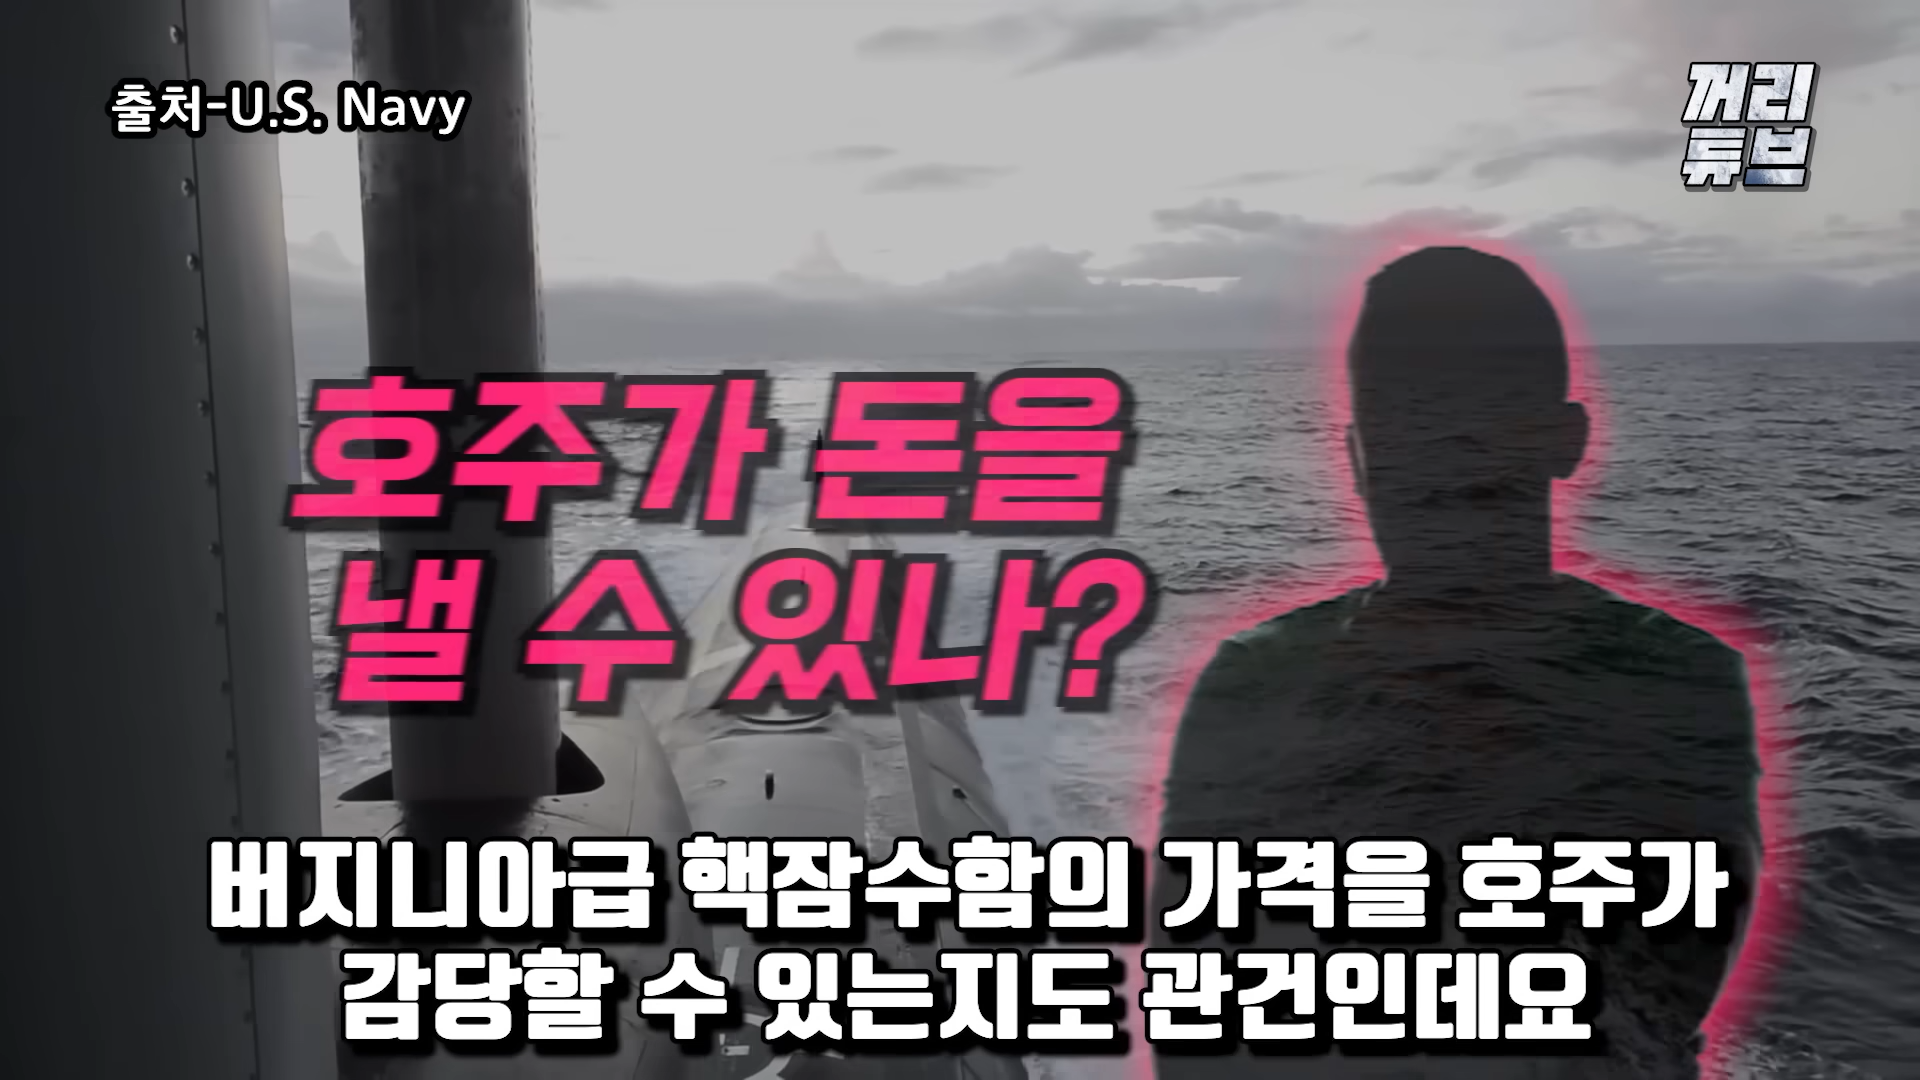 출처-U.S. Navy
꺼리
튜브
호주가 돈을
낼 수 있나?
버지니아급 핵잠수함의 가격을 호주가
감당할 수 있는지도 관건인데요